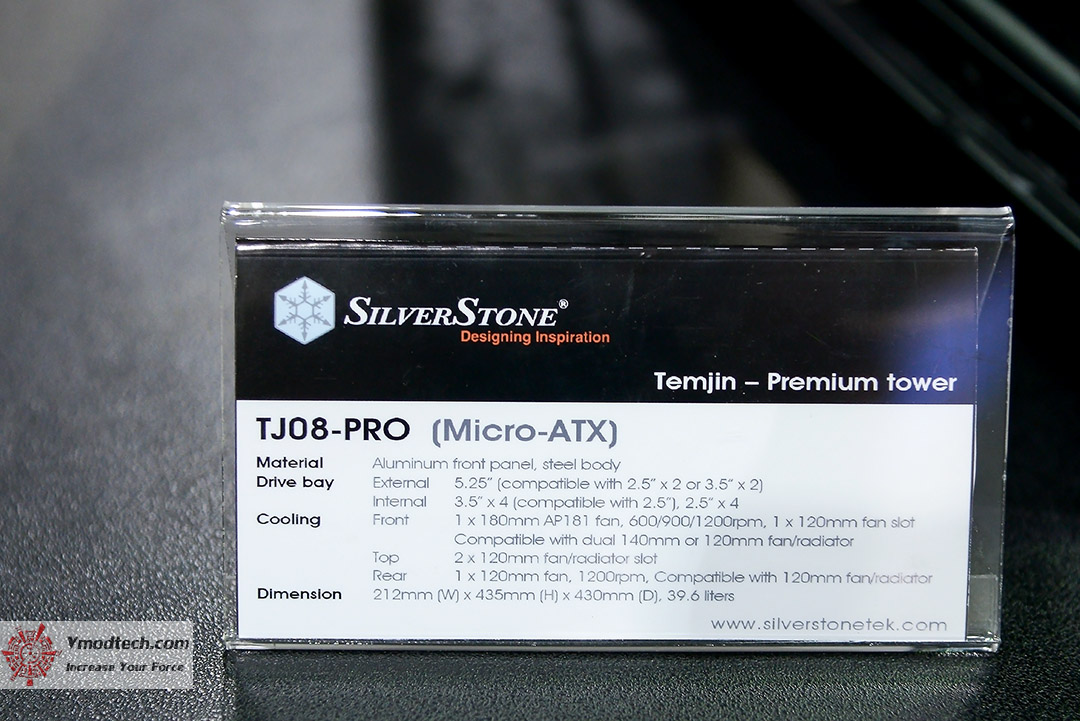 SILVERSTONE®
Designing Inspiration
Temjin – Premium tower
TJ08-PRO (Micro-ATX)
Material Aluminum front panel, steel body
Drive bay External 5.25” (compatible with 2.5” x 2 or 3.5” x 2)
Internal 3.5” x 4 (compatible with 2.5”), 2.5” x 4
Cooling Front 1 x 180mm AP181 fan, 600/900/1200rpm, 1 x 120mm fan slot
Compatible with dual 140mm or 120mm fan/radiator
Top 2 x 120mm fan/radiator slot
Rear 1 x 120mm fan, 1200rpm, Compatible with 120mm fan/radiator
Dimension 212mm (W) x 435mm (H) x 430mm (D), 39.6 liters
www.silverstonetek.com
Ymodtech.com
Increase Your Force